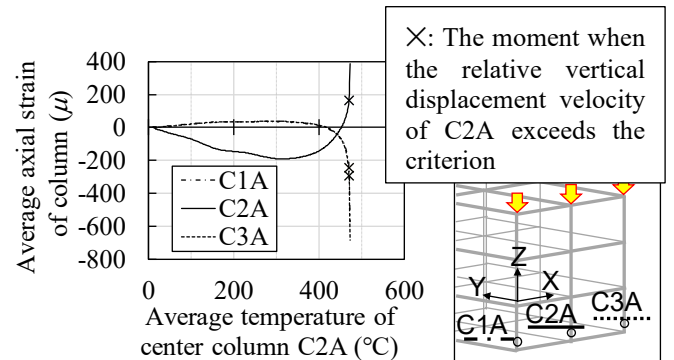 400
200
0
-200
-400
-600
-800
Average axial strain
of column (μ)
C1A
C2A
C3A
0 200 400 600
Average temperature of
center column C2A (°C)
×: The moment when
the relative vertical
displacement velocity
of C2A exceeds the
criterion
Z
Y X
C1A C2A C3A